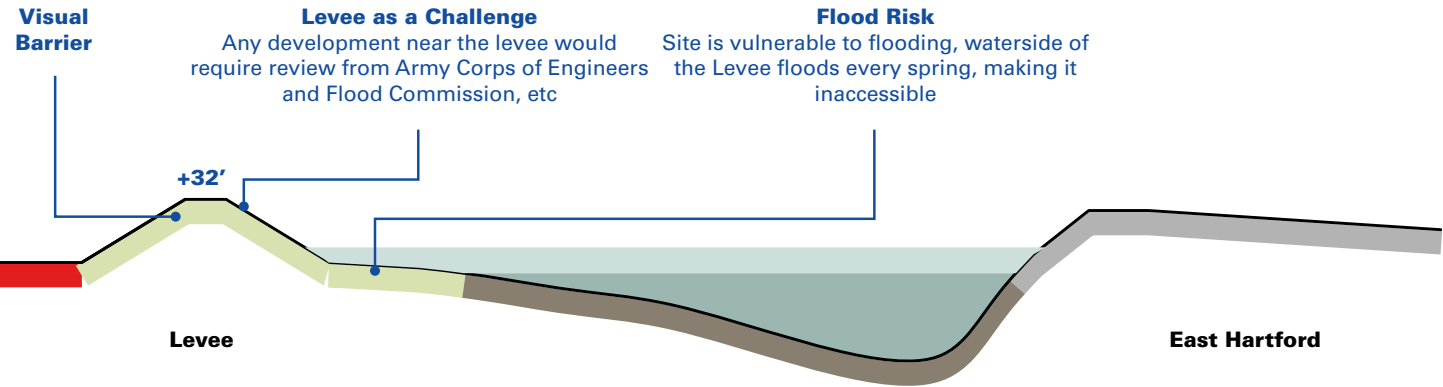 Visual
Barrier
Levee as a Challenge
Any development near the levee would
require review from Army Corps of Engineers
and Flood Commission, etc
Flood Risk
Site is vulnerable to flooding, waterside of
the Levee floods every spring, making it
inaccessible
+32’
Levee
East Hartford